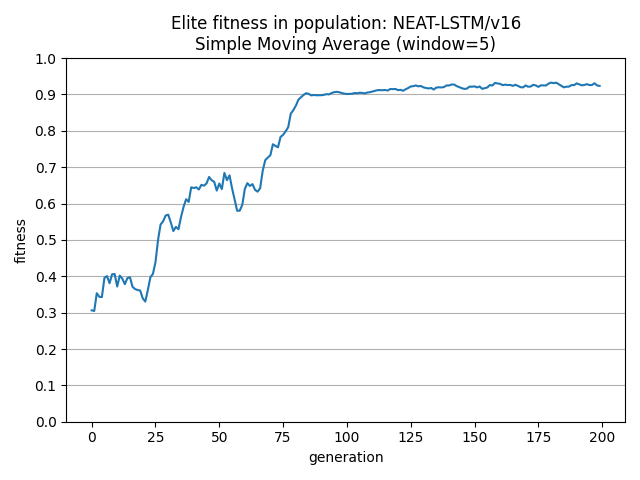 Elite fitness in population: NEAT-LSTM/v16
Simple Moving Average (window=5)
1.0
0.9
0.8
0.7
0.6
0.5
0.4
0.3
0.2
0.1
0.0
fitness
0 25 50 75 100 125 150 175 200
generation